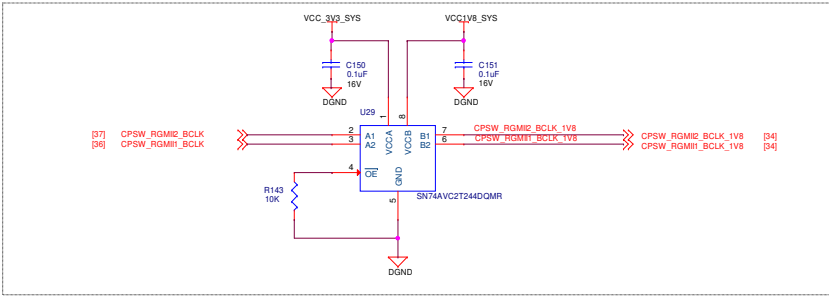 VCC_3V3_SYS
VCC1V8_SYS
C150
0.1uF
16V
C151
0.1uF
16V
DGND
DGND
U29
1
8
[37] CPSW_RGMII2_BCLK
2 A1
VCCA
VCCB
B1 7
CPSW_RGMII2_BCLK_1V8
CPSW_RGMII2_BCLK_1V8 [34]
[36] CPSW_RGMII1_BCLK
3 A2
B2 6
CPSW_RGMII1_BCLK_1V8
CPSW_RGMII1_BCLK_1V8 [34]
4 OE
GND
R143
10K
5
SN74AVC2T244DQMR
DGND